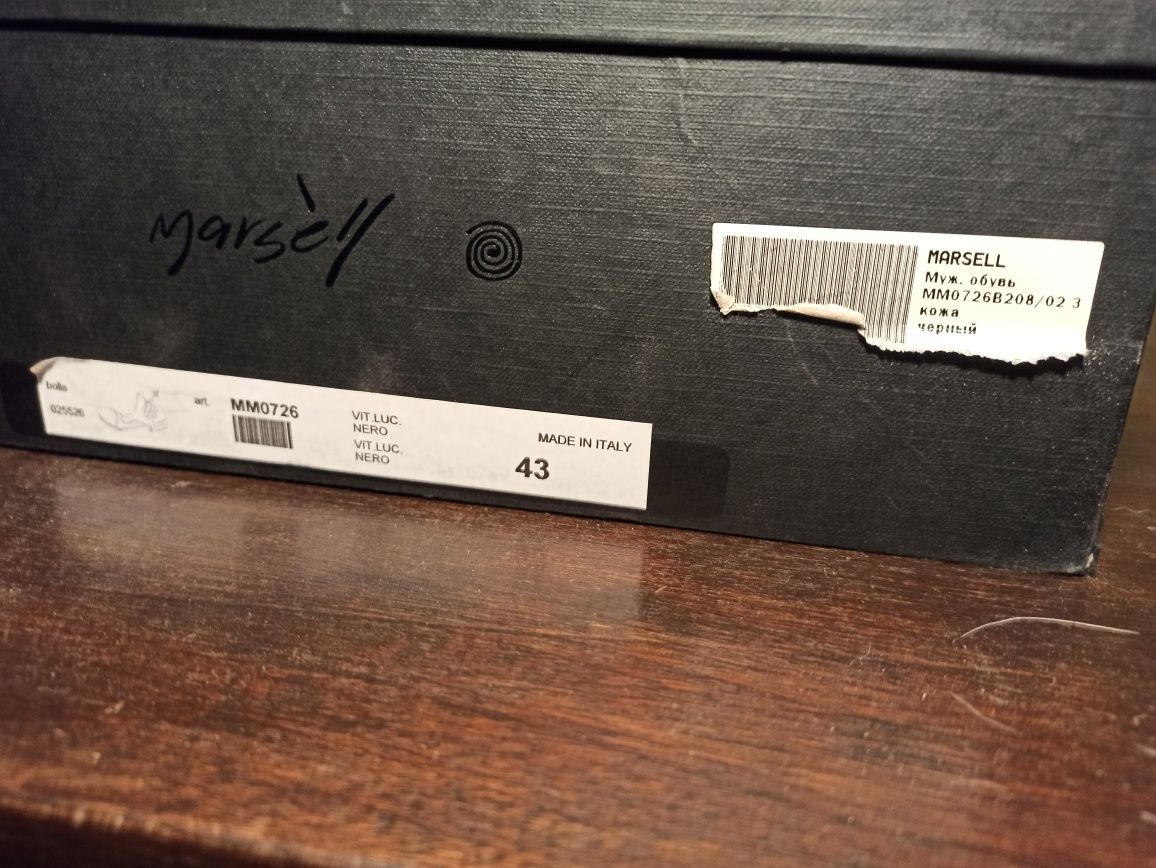 marsèll
MARSELL
Муж. обувь
MM0726B208/02 3
кожа
черный
bolla
025526
art. MM0726
VIT.LUC.
NERO
VIT.LUC.
NERO
MADE IN ITALY
43